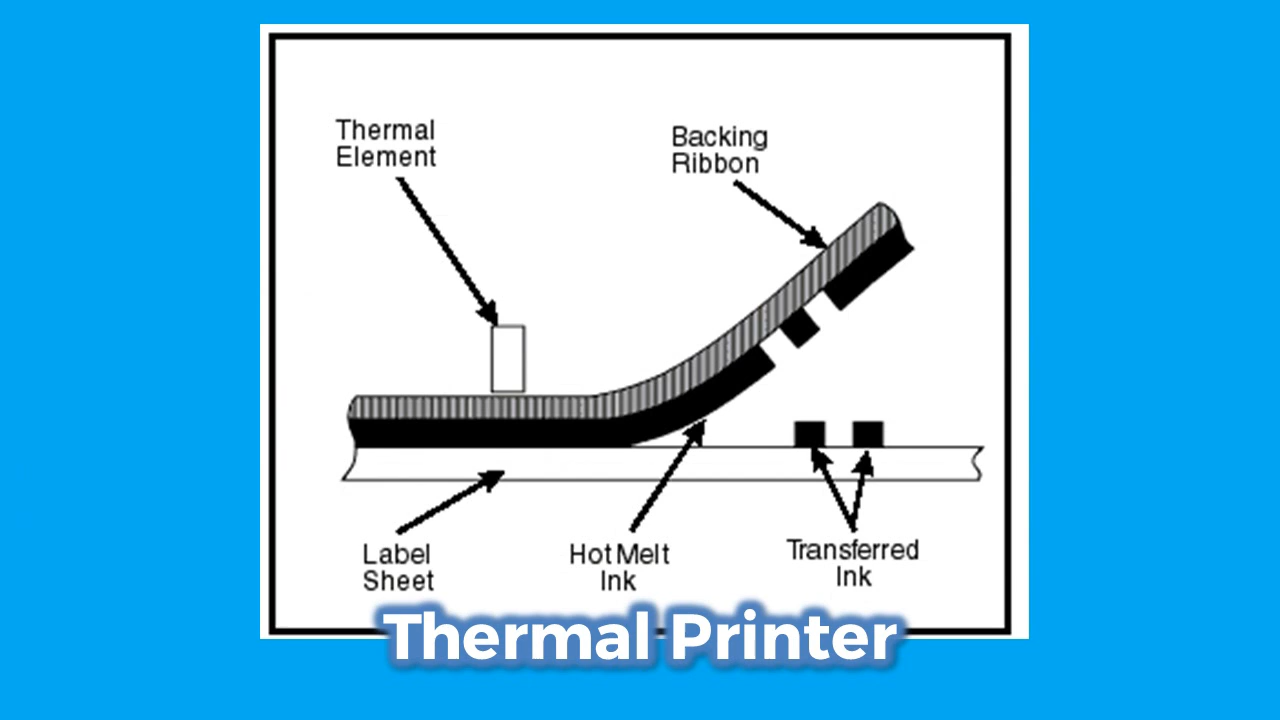 Thermal
Element
Backing
Ribbon
Label
Sheet
Hot Melt
Ink
Transferred
Ink
Thermal Printer